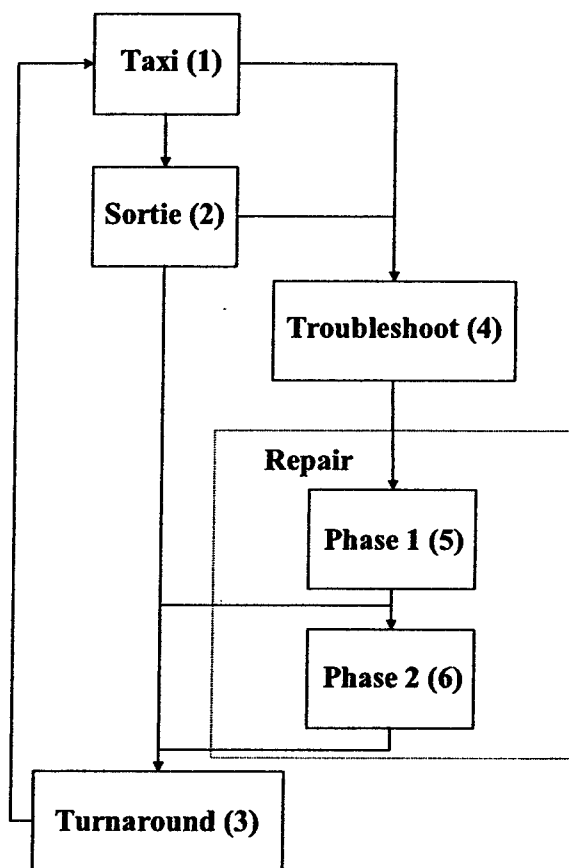 Taxi (1)
Sortie (2)
Troubleshoot (4)
Repair
Phase 1 (5)
Phase 2 (6)
Turnaround (3)